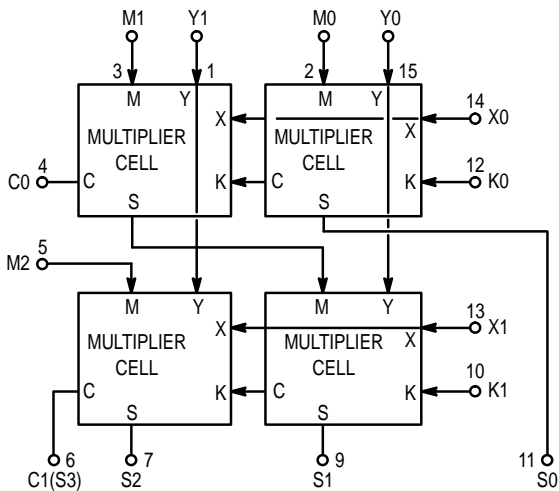 M1 Y1 M0 Y0
3 1 2 15
M Y M Y 14
X X X0
MULTIPLIER MULTIPLIER
4 CELL CELL 12
C0 C K C K K0
S S
5
M2
M Y M Y 13
X X X1
MULTIPLIER MULTIPLIER
CELL CELL 10
C K C K K1
S S
6 7 9 11
C1(S3) S2 S1 S0